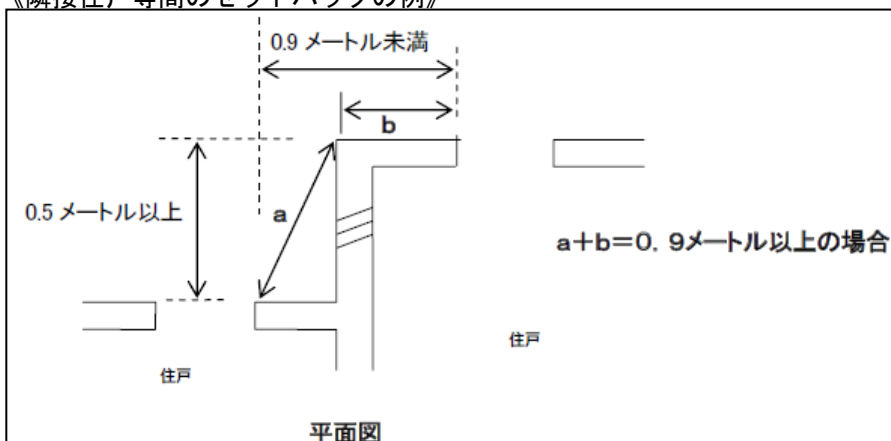 《隣接住戸等間のセットバックの例》
0.9メートル未満
b
0.5メートル以上
a
a+b=0.9メートル以上の場合
住戸
住戸
平面図